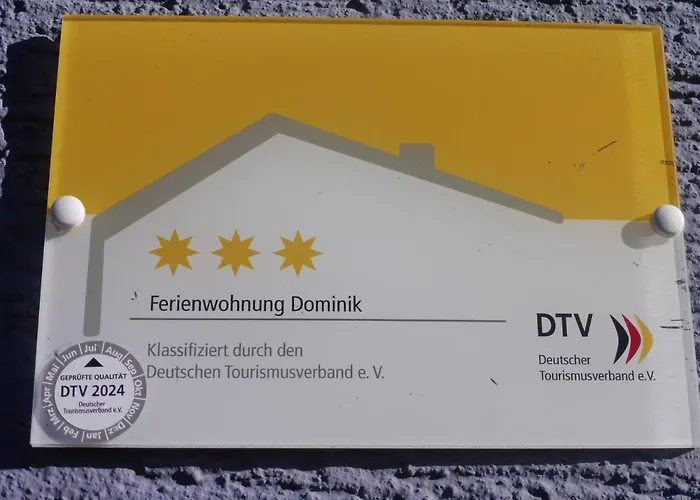 Ferienwohnung Dominik
Klassifiziert durch den
Deutschen Tourismusverband e. V.
DTV
Deutscher
Tourismusverband e.V.
Jan Feb Mrz Apr Mai Jun Jul Aug Sep Okt Nov Dez
GEPRÜFTE QUALITÄT
DTV 2024
Deutscher
Tourismusverband e.V.